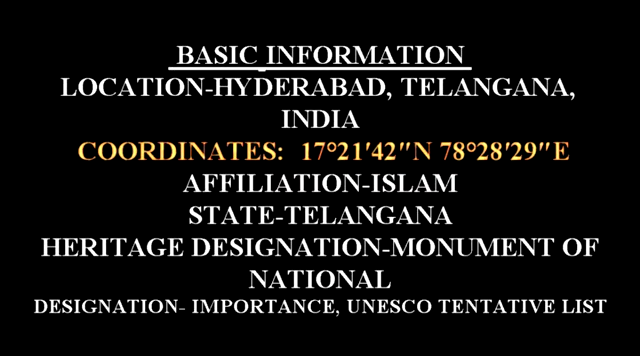 BASIC INFORMATION
LOCATION-HYDERABAD, TELANGANA,
INDIA
COORDINATES: 17°21′42″N 78°28′29″E
AFFILIATION-ISLAM
STATE-TELANGANA
HERITAGE DESIGNATION-MONUMENT OF
NATIONAL
DESIGNATION- IMPORTANCE, UNESCO TENTATIVE LIST